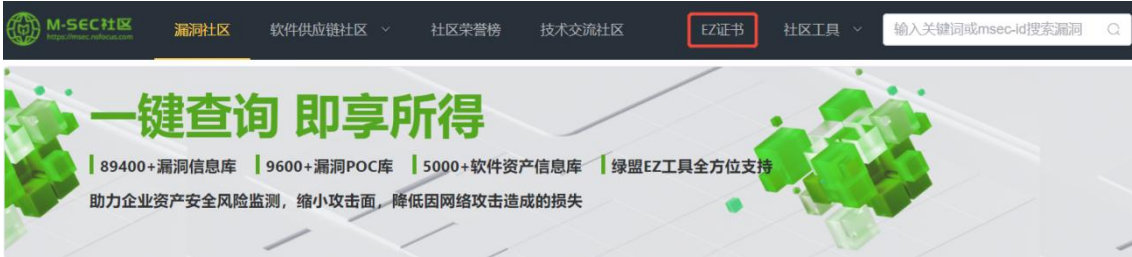 M-SEC社区
https://msec.nsfocus.com
漏洞社区 软件供应链社区 社区荣誉榜 技术交流社区 EZ证书 社区工具 输入关键词或msec-id搜索漏洞
一键查询 即享所得
89400+漏洞信息库 9600+漏洞POC库 5000+软件资产信息库 绿盟EZ工具全方位支持
助力企业资产安全风险监测，缩小攻击面，降低因网络攻击造成的损失